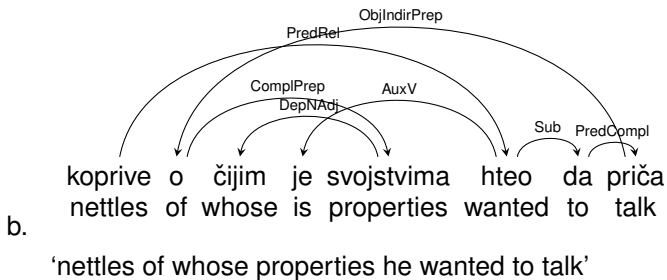 ObjIndirPrep
PredRel
ComplPrep
AuxV
DepNAdj
Sub
PredCompl
koprive o čijim je svojstvima hteo da priča
nettles of whose is properties wanted to talk
b.
‘nettles of whose properties he wanted to talk’